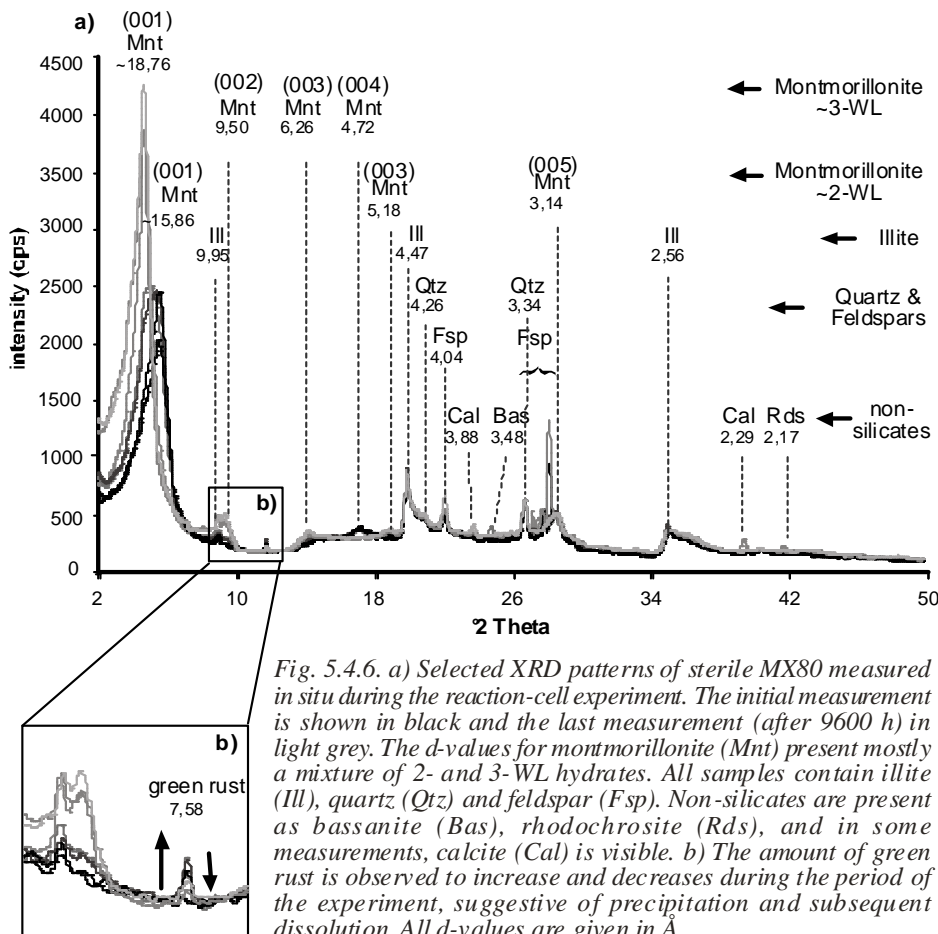 a)
(001)
Mnt
~18,76
(001)
Mnt
~15,86
(002)
Mnt
9,50
(003)
Mnt
6,26
(004)
Mnt
4,72
(003)
Mnt
5,18
(005)
Mnt
3,14
Ill
9,95
Ill
4,47
Qtz
4,26
Fsp
4,04
Cal
3,88
Bas
3,48
Qtz
3,34
Fsp
Ill
2,56
Cal
2,29
Rds
2,17
Montmorillonite
~3-WL
Montmorillonite
~2-WL
Illite
Quartz &
Feldspars
non-
silicates
intensity (cps)
4500
4000
3500
3000
2500
2000
1500
1000
500
0
b)
2 10 18 26 34 42 50
°2 Theta
b)
green rust
7,58
Fig. 5.4.6. a) Selected XRD patterns of sterile MX80 measured
in situ during the reaction-cell experiment. The initial measurement
is shown in black and the last measurement (after 9600 h) in
light grey. The d-values for montmorillonite (Mnt) present mostly
a mixture of 2- and 3-WL hydrates. All samples contain illite
(Ill), quartz (Qtz) and feldspar (Fsp). Non-silicates are present
as bassanite (Bas), rhodochrosite (Rds), and in some
measurements, calcite (Cal) is visible. b) The amount of green
rust is observed to increase and decreases during the period of
the experiment, suggestive of precipitation and subsequent
dissolution. All d-values are given in Å.